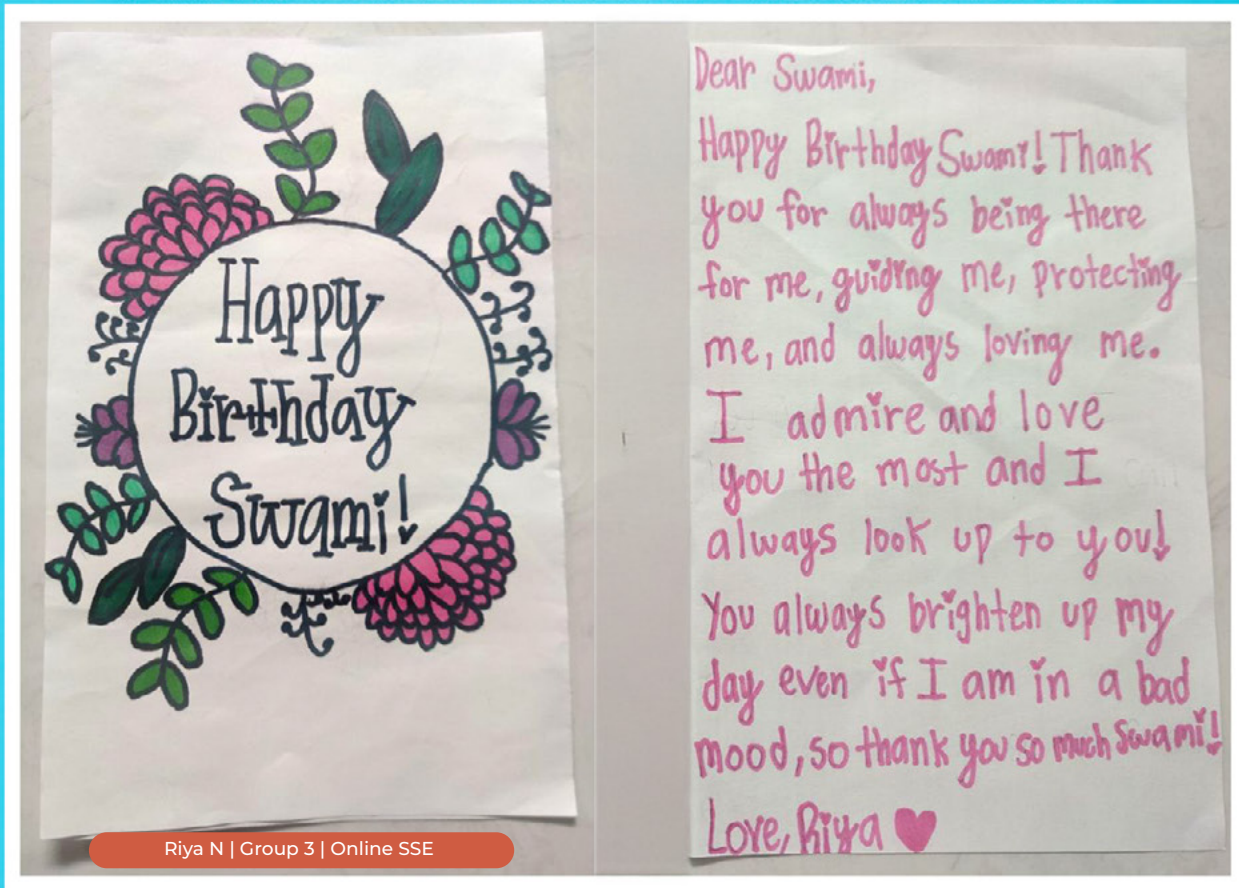 Happy
Birthday
Swami!
Riya N | Group 3 | Online SSE
Dear Swami,
Happy Birthday Swami! Thank
you for always being there
for me, guiding me, protecting
me, and always loving me.
I admire and love
you the most and I
always look up to you!
You always brighten up my
day even if I am in a bad
mood, so thank you so much Swami!
Love, Riya